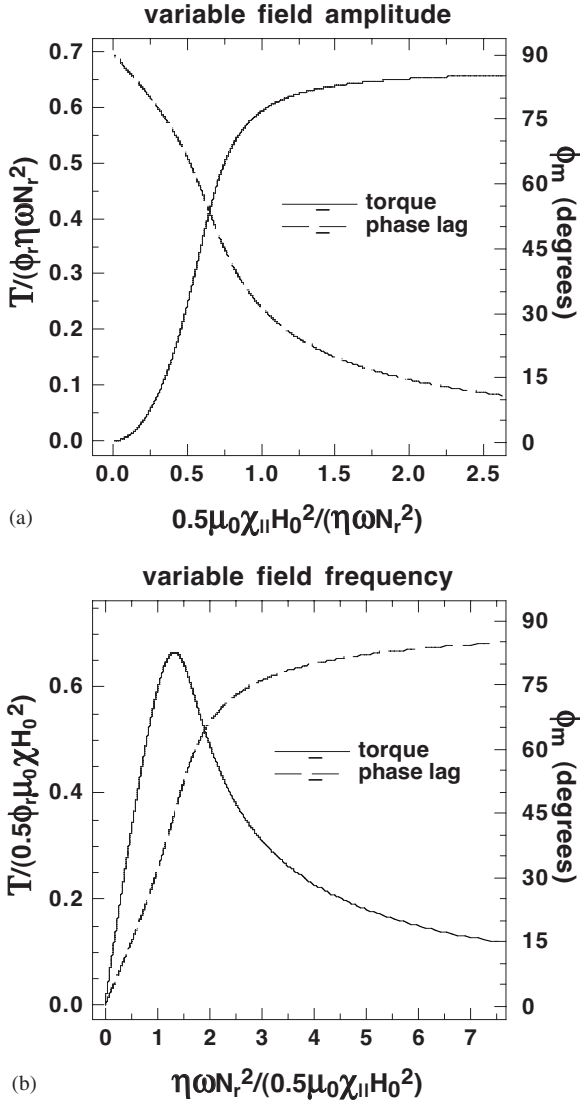 variable field amplitude
0.7
0.6
0.5
0.4
0.3
0.2
0.1
0.0
T/(ϕrηωNr²)
90
75
60
45
30
15
0
ϕm (degrees)
torque
phase lag
0.0 0.5 1.0 1.5 2.0 2.5
(a) 0.5μ0χIIH0²/(ηωNr²)
variable field frequency
0.6
0.4
0.2
0.0
T/(0.5ϕrμ0χH0²)
90
75
60
45
30
15
0
ϕm (degrees)
torque
phase lag
0 1 2 3 4 5 6 7
(b) ηωNr²/(0.5μ0χIIH0²)